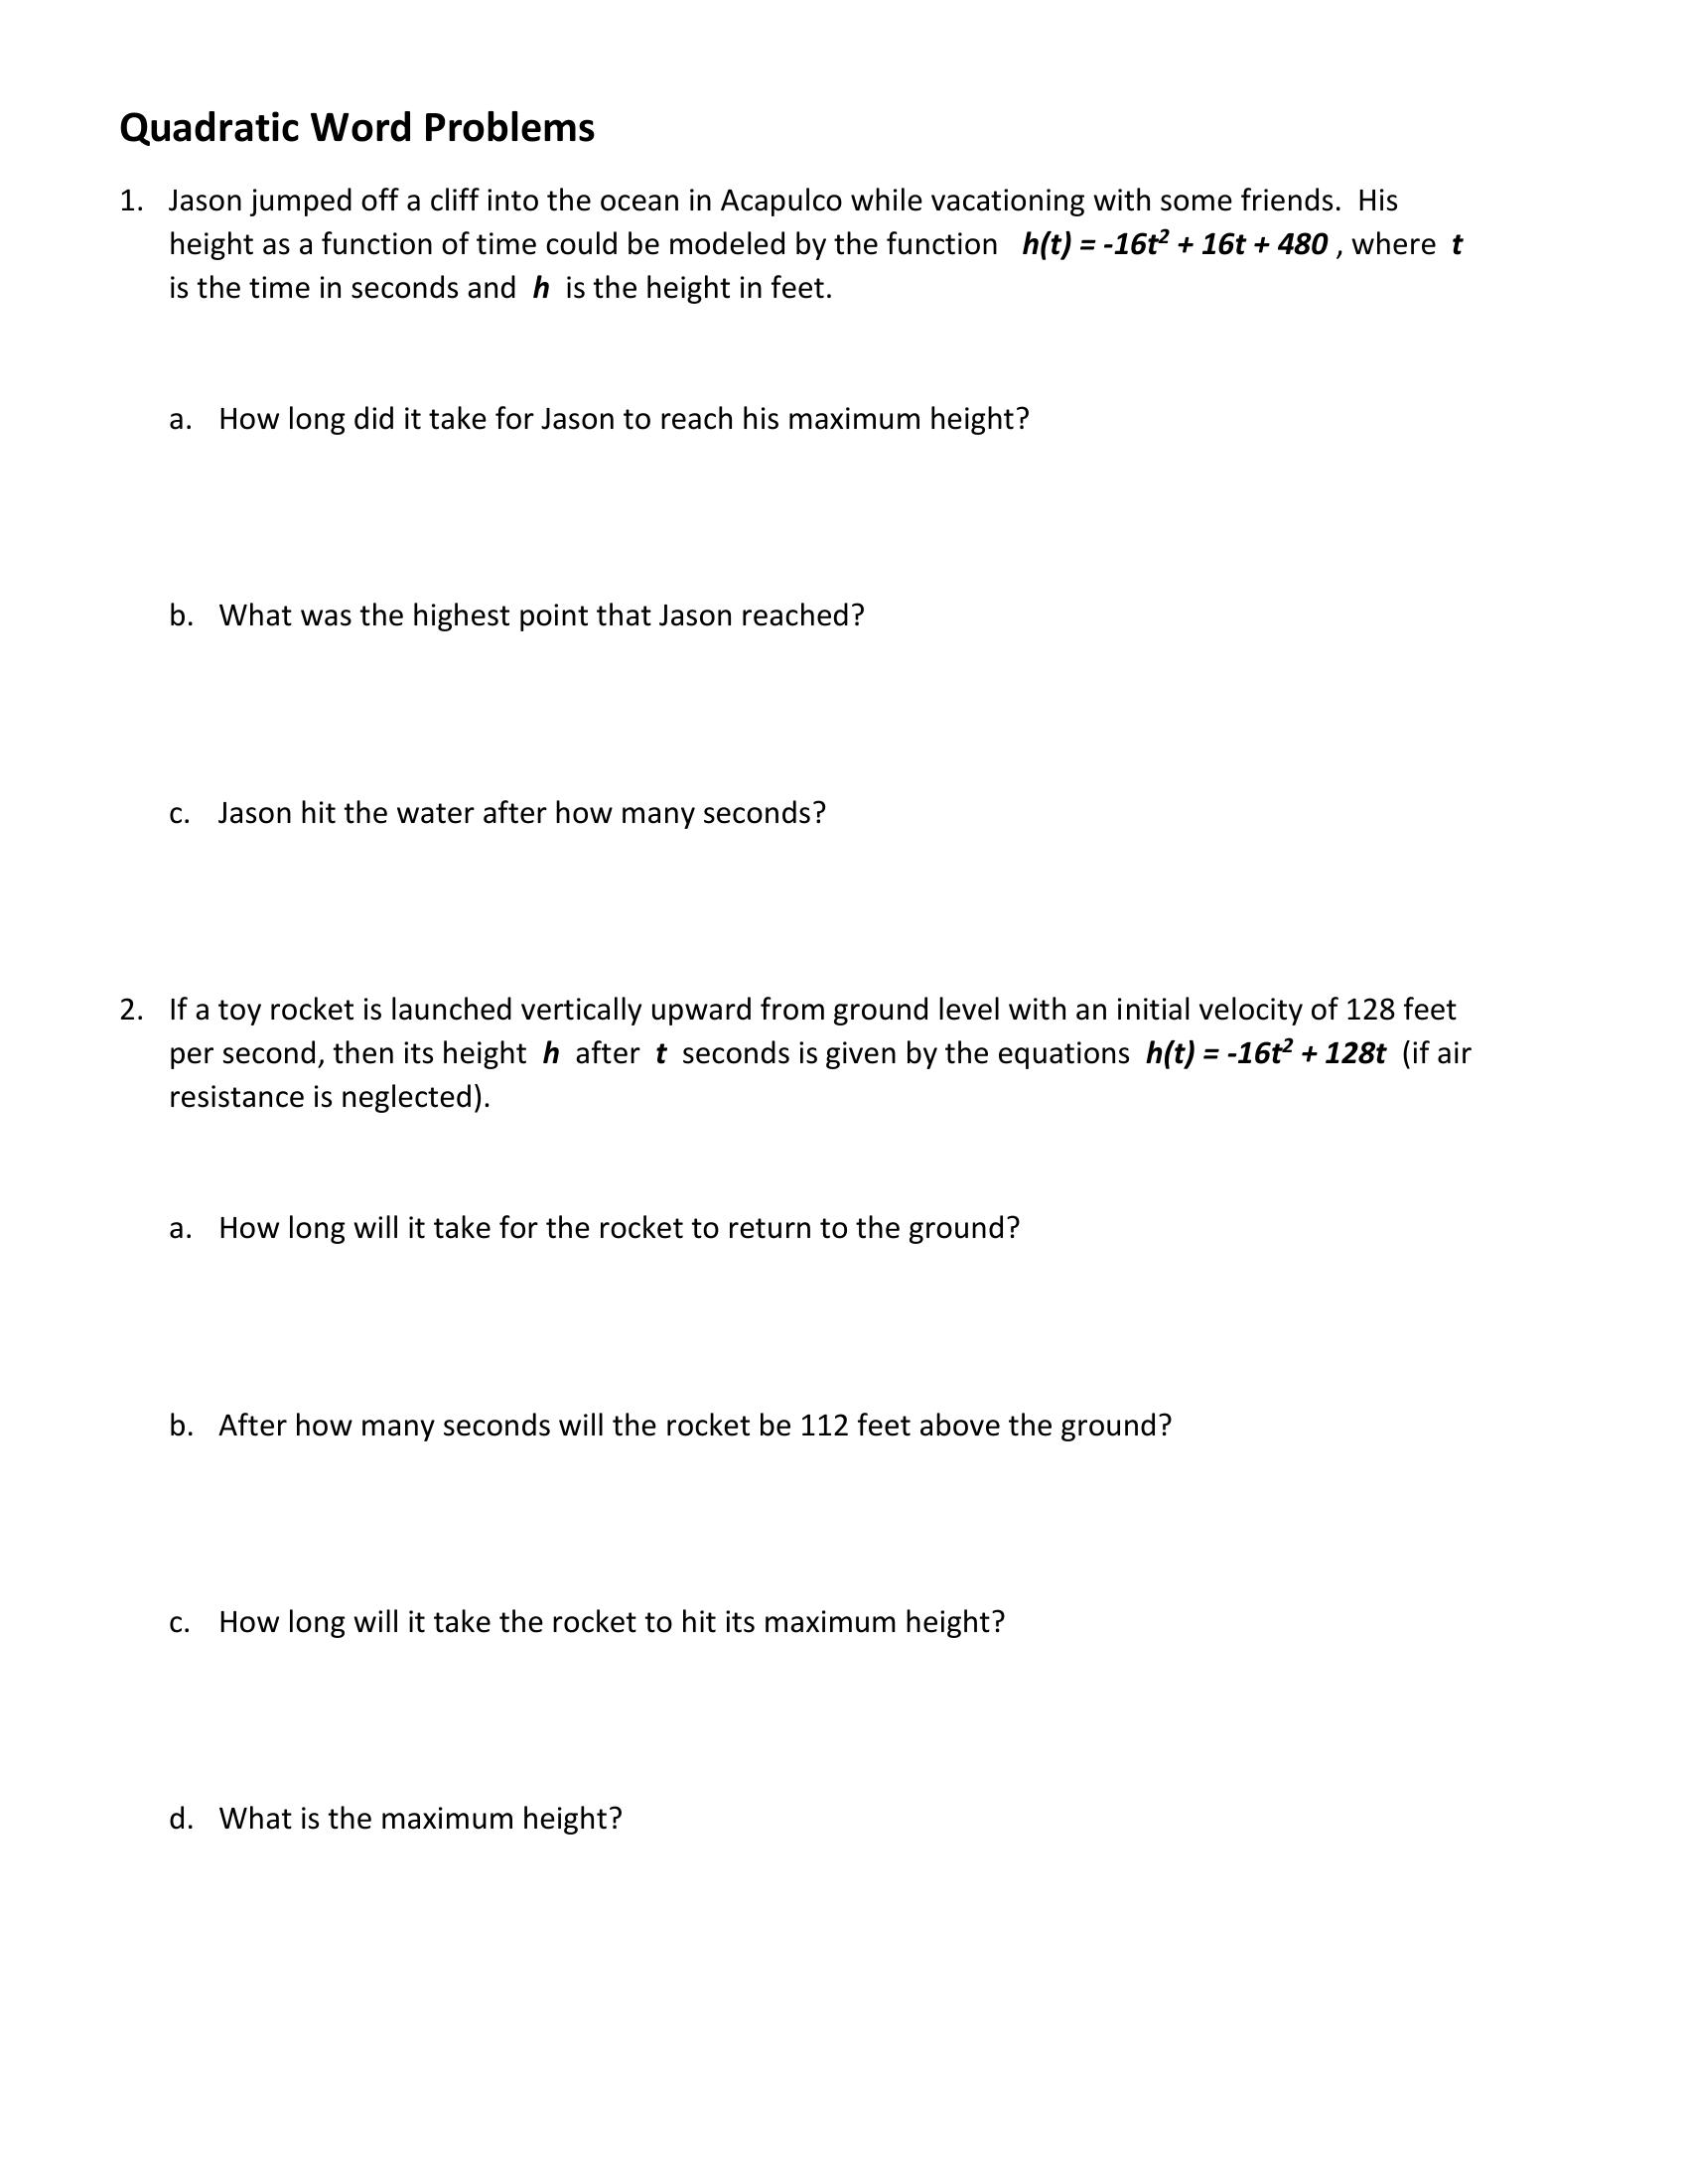 Quadratic Word Problems
1. Jason jumped off a cliff into the ocean in Acapulco while vacationing with some friends. His
height as a function of time could be modeled by the function h(t) = -16t² + 16t + 480 , where t
is the time in seconds and h is the height in feet.
a. How long did it take for Jason to reach his maximum height?
b. What was the highest point that Jason reached?
c. Jason hit the water after how many seconds?
2. If a toy rocket is launched vertically upward from ground level with an initial velocity of 128 feet
per second, then its height h after t seconds is given by the equations h(t) = -16t² + 128t (if air
resistance is neglected).
a. How long will it take for the rocket to return to the ground?
b. After how many seconds will the rocket be 112 feet above the ground?
c. How long will it take the rocket to hit its maximum height?
d. What is the maximum height?